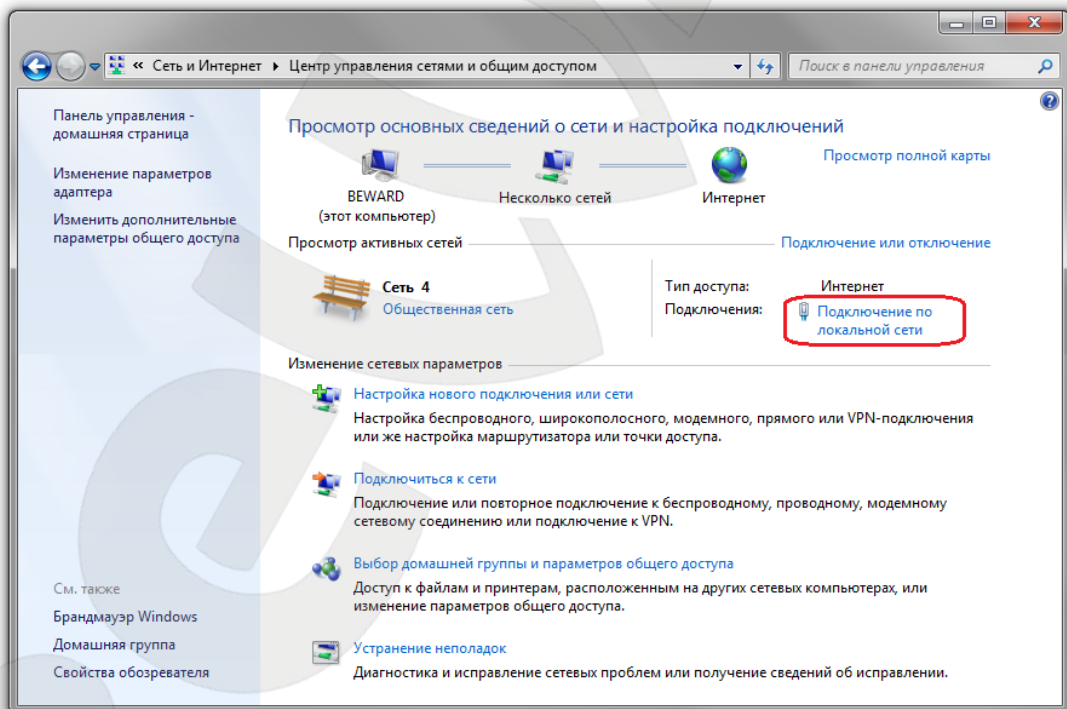 « Сеть и Интернет ▸ Центр управления сетями и общим доступом
Поиск в панели управления
Панель управления -
домашняя страница
Изменение параметров
адаптера
Изменить дополнительные
параметры общего доступа
См. также
Брандмауэр Windows
Домашняя группа
Свойства обозревателя
Просмотр основных сведений о сети и настройка подключений
Просмотр полной карты
BEWARD
(этот компьютер)
Несколько сетей
Интернет
Просмотр активных сетей
Подключение или отключение
Сеть 4
Общественная сеть
Тип доступа: Интернет
Подключения: Подключение по
локальной сети
Изменение сетевых параметров
Настройка нового подключения или сети
Настройка беспроводного, широкополосного, модемного, прямого или VPN-подключения
или же настройка маршрутизатора или точки доступа.
Подключиться к сети
Подключение или повторное подключение к беспроводному, проводному, модемному
сетевому соединению или подключение к VPN.
Выбор домашней группы и параметров общего доступа
Доступ к файлам и принтерам, расположенным на других сетевых компьютерах, или
изменение параметров общего доступа.
Устранение неполадок
Диагностика и исправление сетевых проблем или получение сведений об исправлении.